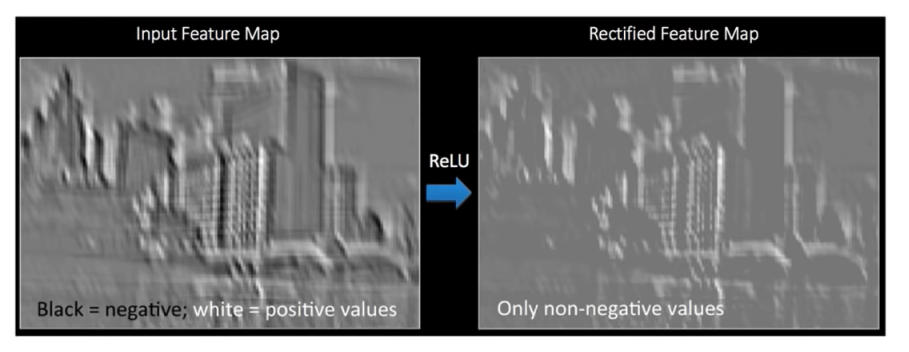 Input Feature Map
Rectified Feature Map
ReLU
Black = negative; white = positive values
Only non-negative values